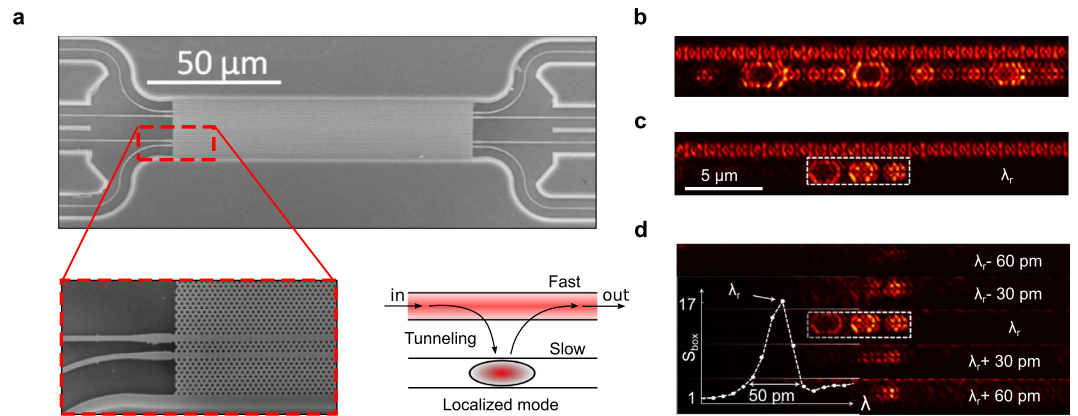 a
50 μm
in
Fast
out
Tunneling
Slow
Localized mode
b
c
5 μm
λr
d
λr- 60 pm
λr
λr- 30 pm
17
λr
Sbox
λr+ 30 pm
50 pm
1
λ
λr+ 60 pm